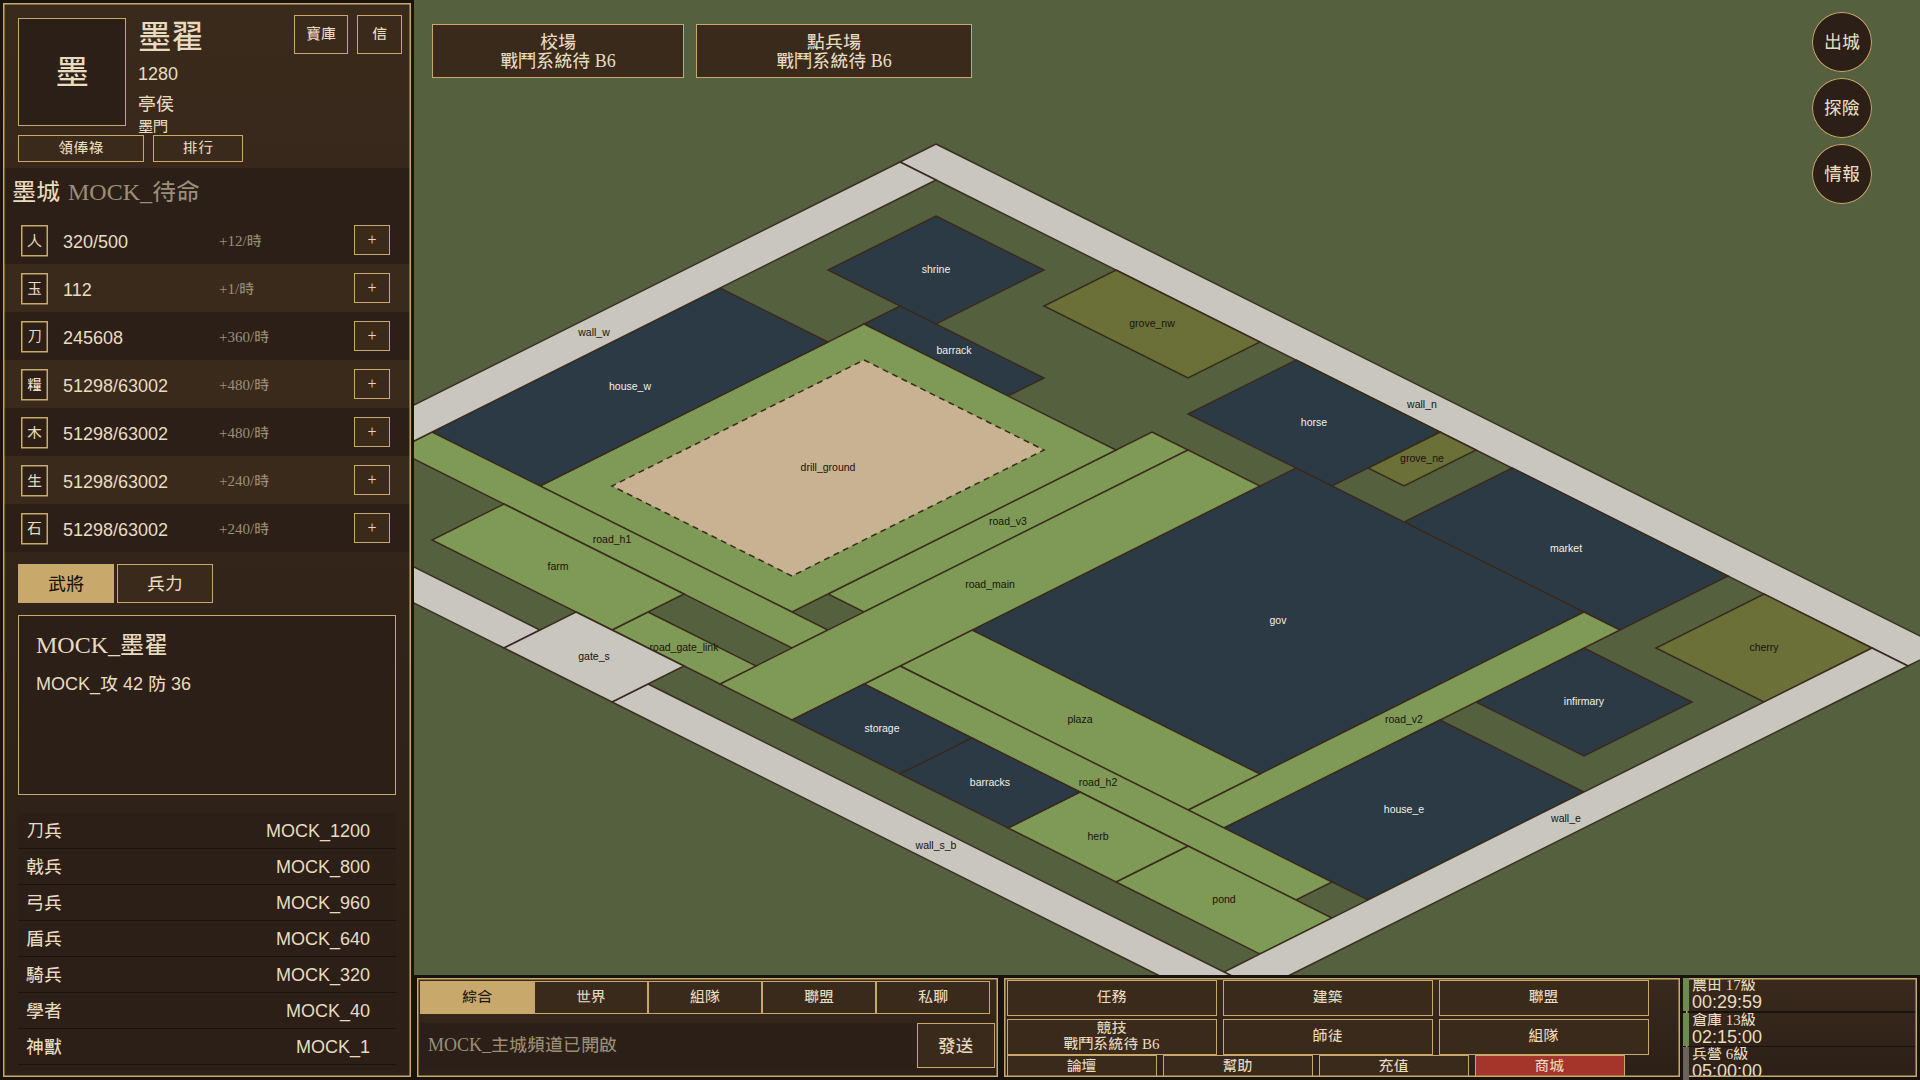 墨
墨翟
1280
亭侯
墨門
寶庫
信
領俸祿
排行
墨城 MOCK_待命
人 320/500 +12/時 +
玉 112 +1/時 +
刀 245608 +360/時 +
糧 51298/63002 +480/時 +
木 51298/63002 +480/時 +
生 51298/63002 +240/時 +
石 51298/63002 +240/時 +
武將
兵力
MOCK_墨翟
MOCK_攻 42 防 36
刀兵 MOCK_1200
戟兵 MOCK_800
弓兵 MOCK_960
盾兵 MOCK_640
騎兵 MOCK_320
學者 MOCK_40
神獸 MOCK_1
校場
戰鬥系統待 B6
點兵場
戰鬥系統待 B6
出城
探險
情報
shrine
grove_nw
wall_w
barrack
house_w
wall_n
horse
grove_ne
drill_ground
road_v3
road_h1
market
farm
road_main
gov
road_gate_link
gate_s
cherry
infirmary
plaza
road_v2
storage
barracks
road_h2
house_e
wall_e
herb
wall_s_b
pond
綜合
世界
組隊
聯盟
私聊
MOCK_主城頻道已開啟
發送
任務
建築
聯盟
競技
戰鬥系統待 B6
師徒
組隊
論壇
幫助
充值
商城
農田 17級
00:29:59
倉庫 13級
02:15:00
兵營 6級
05:00:00